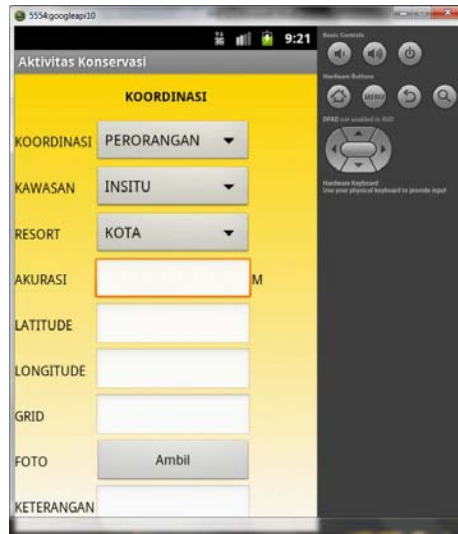 5554:googleapi10
3G 9:21
Aktivitas Konservasi
KOORDINASI
KOORDINASI PERORANGAN
KAWASAN INSITU
RESORT KOTA
AKURASI M
LATITUDE
LONGITUDE
GRID
FOTO Ambil
KETERANGAN
Basic Controls
Hardware Buttons
MENU
DPAD not enabled in AVD
Hardware Keyboard
Use your physical keyboard to provide input